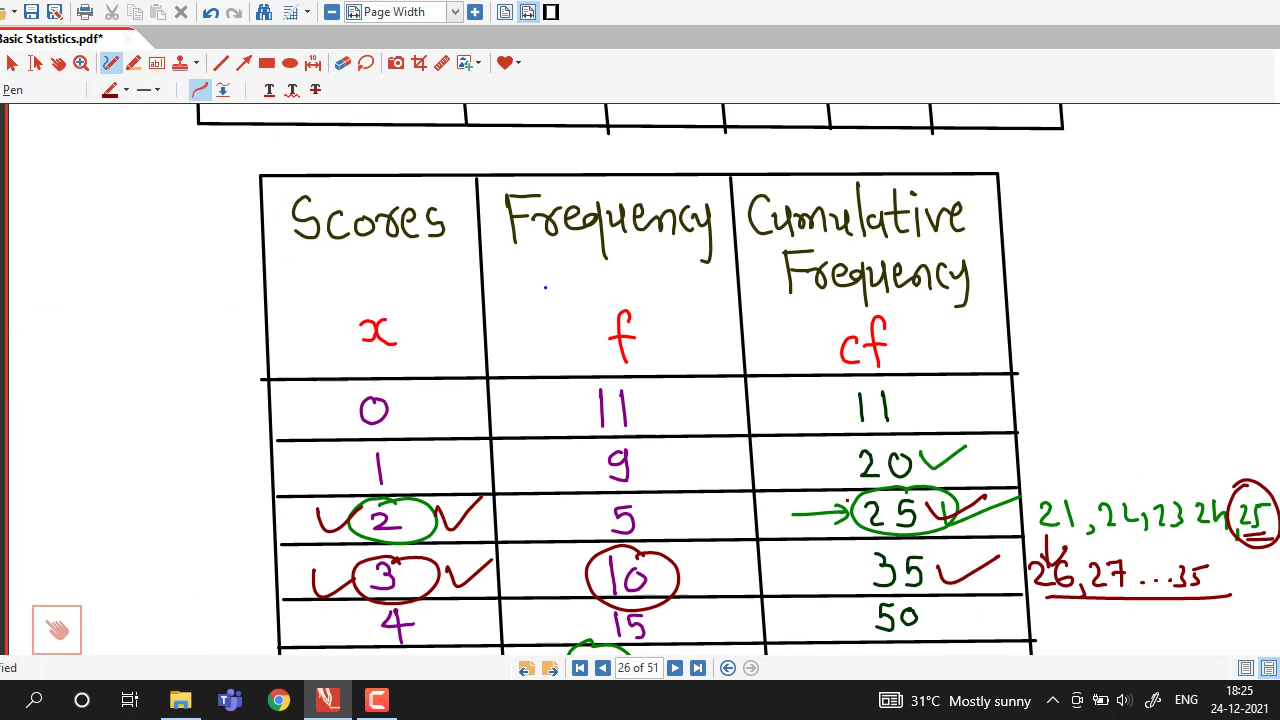 Page Width
Basic Statistics.pdf*
Pen
Scores Frequency Cumulative
Frequency
x f cf
0 11 11
1 9 20
2 5 25 21, 22, 23 24, 25
3 10 35 26, 27 ... 35
4 15 50
26 of 51
31°C Mostly sunny
ENG
18:25
24-12-2021